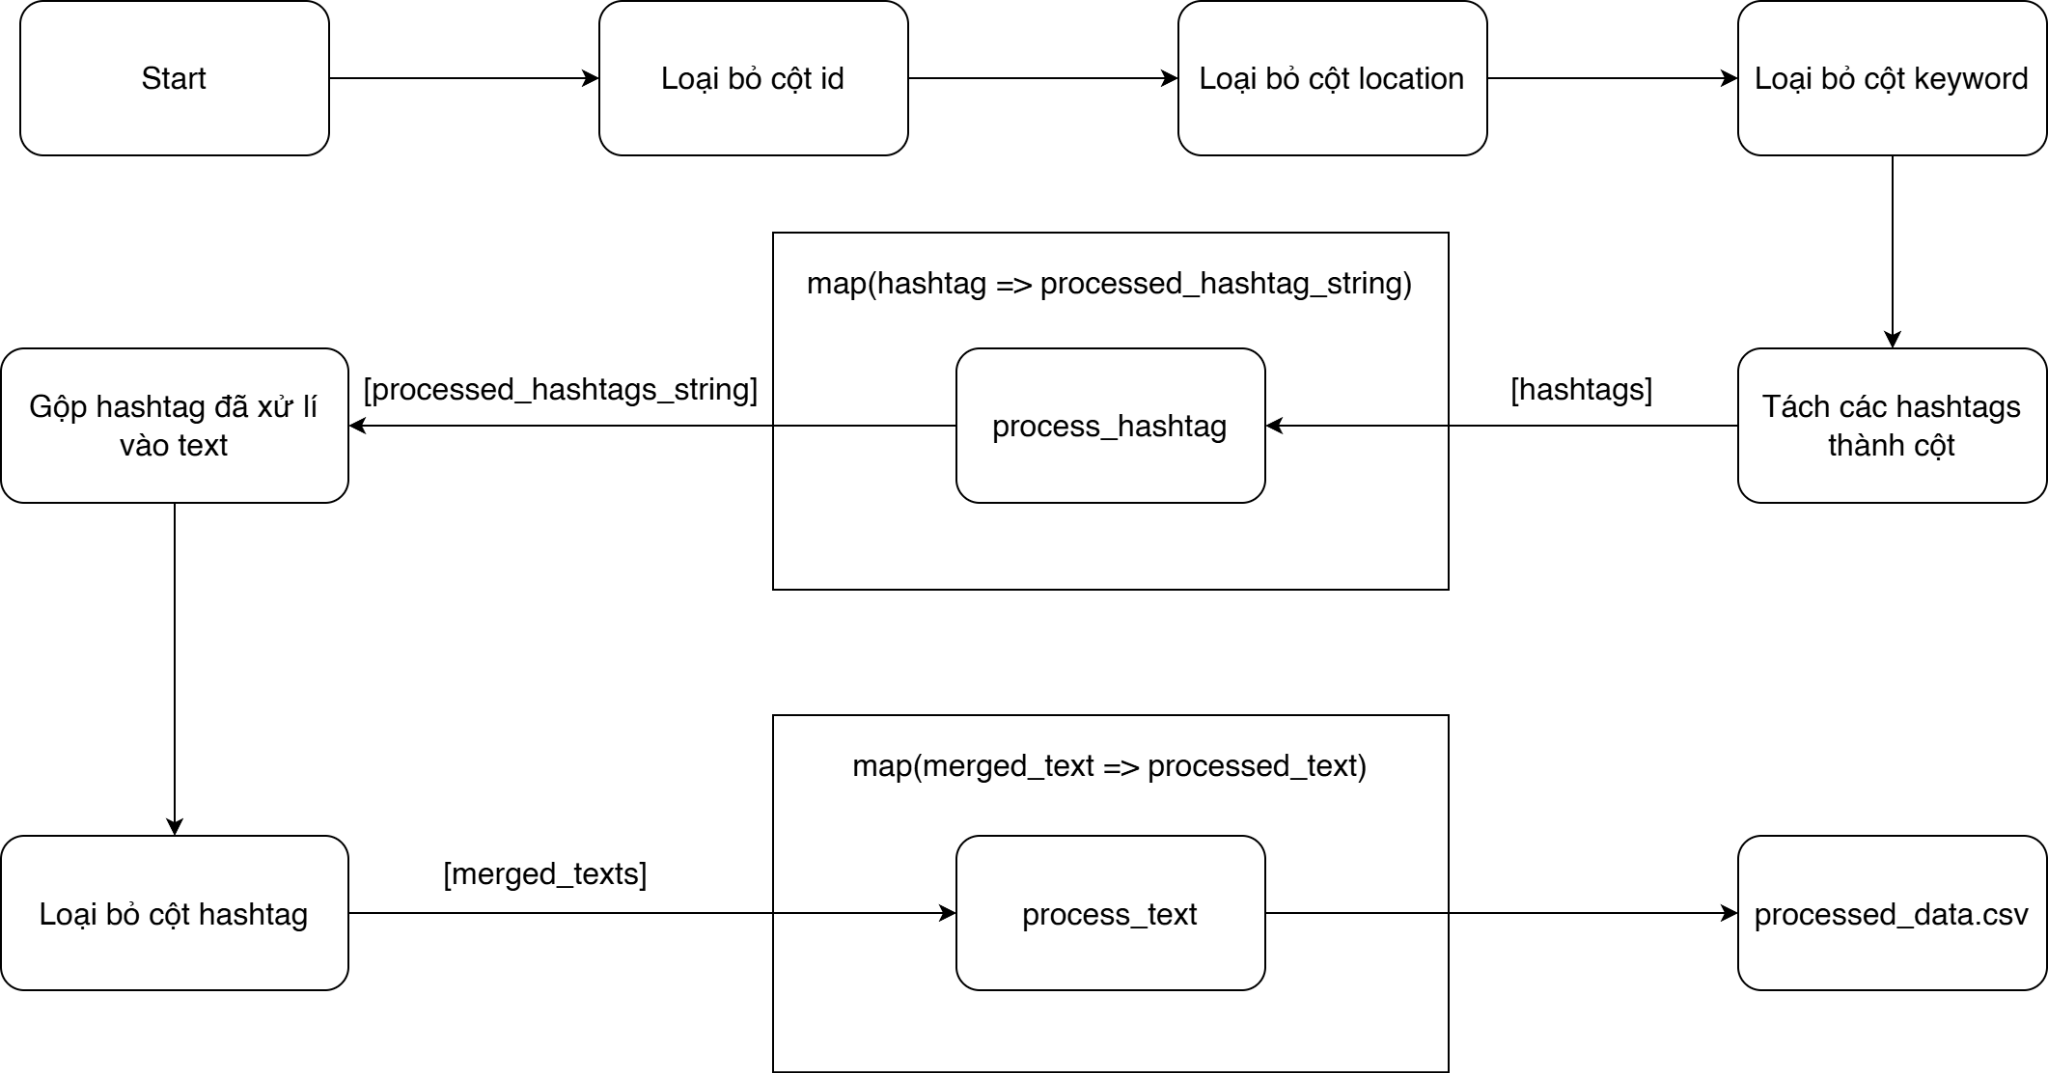 Start
Loại bỏ cột id
Loại bỏ cột location
Loại bỏ cột keyword
map(hashtag => processed_hashtag_string)
Tách các hashtags
thành cột
[hashtags]
process_hashtag
[processed_hashtags_string]
Gộp hashtag đã xử lí
vào text
Loại bỏ cột hashtag
[merged_texts]
map(merged_text => processed_text)
process_text
processed_data.csv